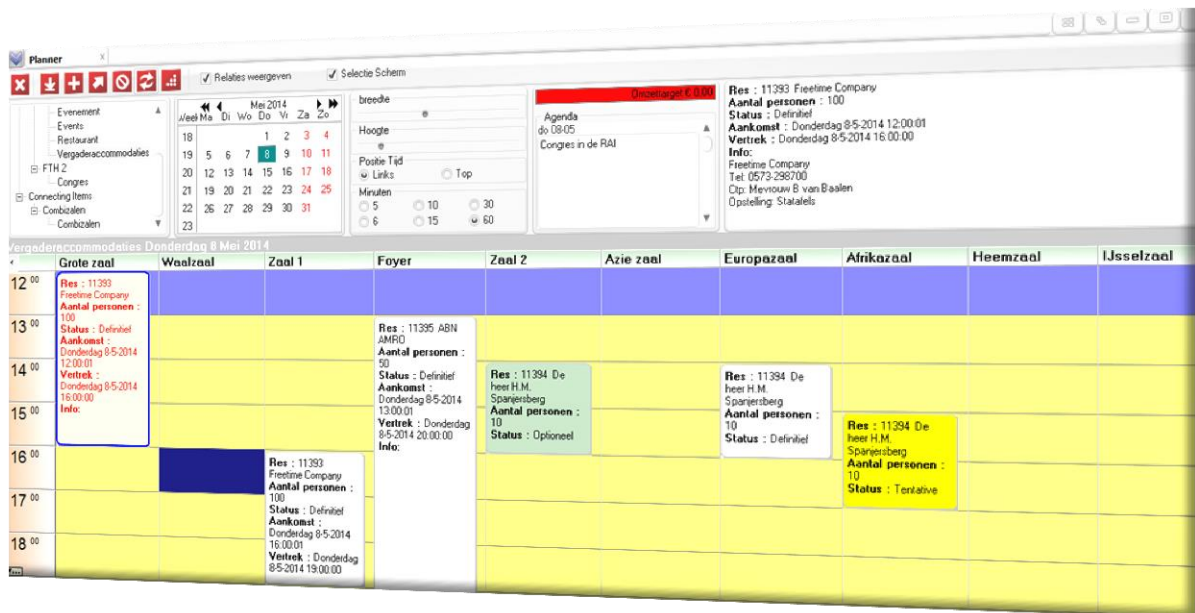 Planner x
Relaties weergeven Selectie Scherm
Evenement
Events
Restaurant
Vergaderaccommodaties
FTH 2
Congres
Connecting Items
Combizalen
Combizalen
Mei 2014
Week Ma Di Wo Do Vr Za Zo
18 1 2 3 4
19 5 6 7 8 9 10 11
20 12 13 14 15 16 17 18
21 19 20 21 22 23 24 25
22 26 27 28 29 30 31
23
breedte
Hoogte
Positie Tijd
Links Top
Minuten
5 10 30
6 15 60
Omzettarget € 0,00
Agenda
do 08-05
Congres in de RAI
Res : 11393 Freetime Company
Aantal personen : 100
Status : Definitief
Aankomst : Donderdag 8-5-2014 12:00:01
Vertrek : Donderdag 8-5-2014 16:00:00
Info:
Freetime Company
Tel: 0573-298700
Ctp: Mevrouw B van Baalen
Opstelling: Statafels
Vergaderaccommodaties Donderdag 8 Mei 2014
Grote zaal Waalzaal Zaal 1 Foyer Zaal 2 Azie zaal Europazaal Afrikazaal Heemzaal IJsselzaal
12 00
13 00
14 00
15 00
16 00
17 00
18 00
Res : 11393
Freetime Company
Aantal personen :
100
Status : Definitief
Aankomst :
Donderdag 8-5-2014
12:00:01
Vertrek :
Donderdag 8-5-2014
16:00:00
Info:
Res : 11393
Freetime Company
Aantal personen :
100
Status : Definitief
Aankomst :
Donderdag 8-5-2014
16:00:01
Vertrek : Donderdag
8-5-2014 19:00:00
Res : 11395 ABN
AMRO
Aantal personen :
50
Status : Definitief
Aankomst :
Donderdag 8-5-2014
13:00:01
Vertrek : Donderdag
8-5-2014 20:00:00
Info:
Res : 11394 De
heer H.M.
Spanjersberg
Aantal personen :
10
Status : Optioneel
Res : 11394 De
heer H.M.
Spanjersberg
Aantal personen :
10
Status : Definitief
Res : 11394 De
heer H.M.
Spanjersberg
Aantal personen :
10
Status : Tentative